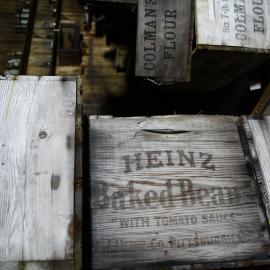 COLMAN'S
FLOUR
COLMAN'S
FLOUR
HEINZ
Baked Beans
"WITH TOMATO SAUCE"